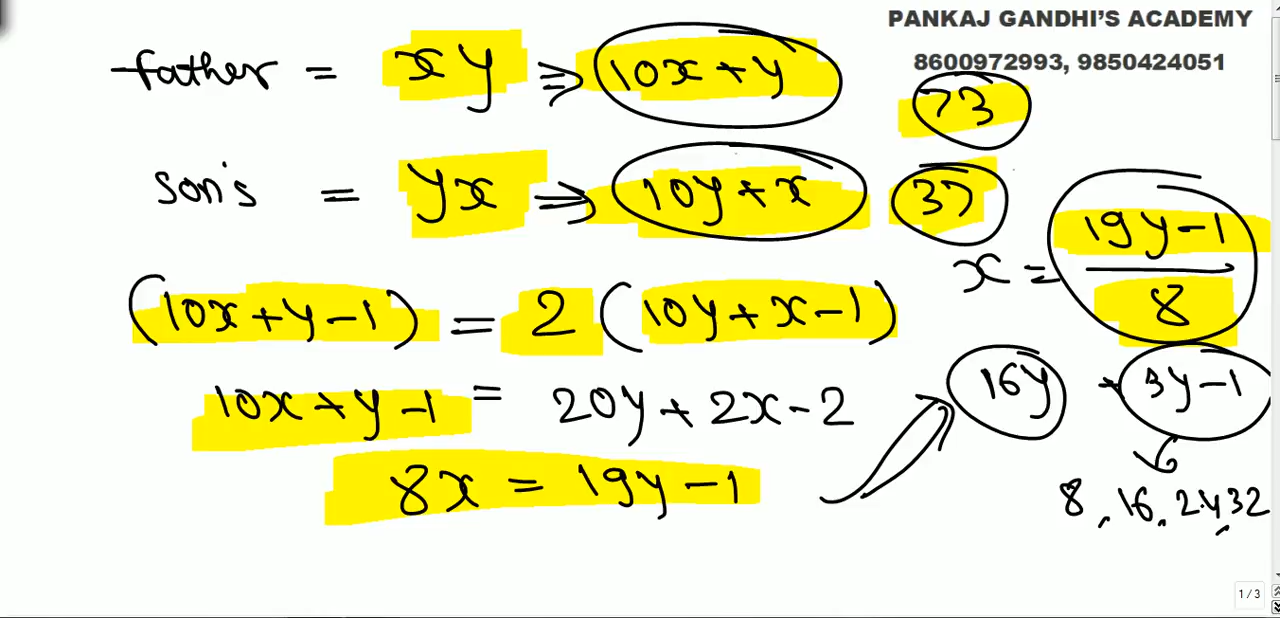 PANKAJ GANDHI'S ACADEMY
8600972993, 9850424051
father = xy ⇒ 10x + y 73
son's = yx ⇒ 10y + x 37
x = 19y - 1 / 8
(10x + y - 1) = 2 (10y + x - 1)
16y + 3y - 1
10x + y - 1 = 20y + 2x - 2
8x = 19y - 1
8, 16, 24, 32
1 / 3